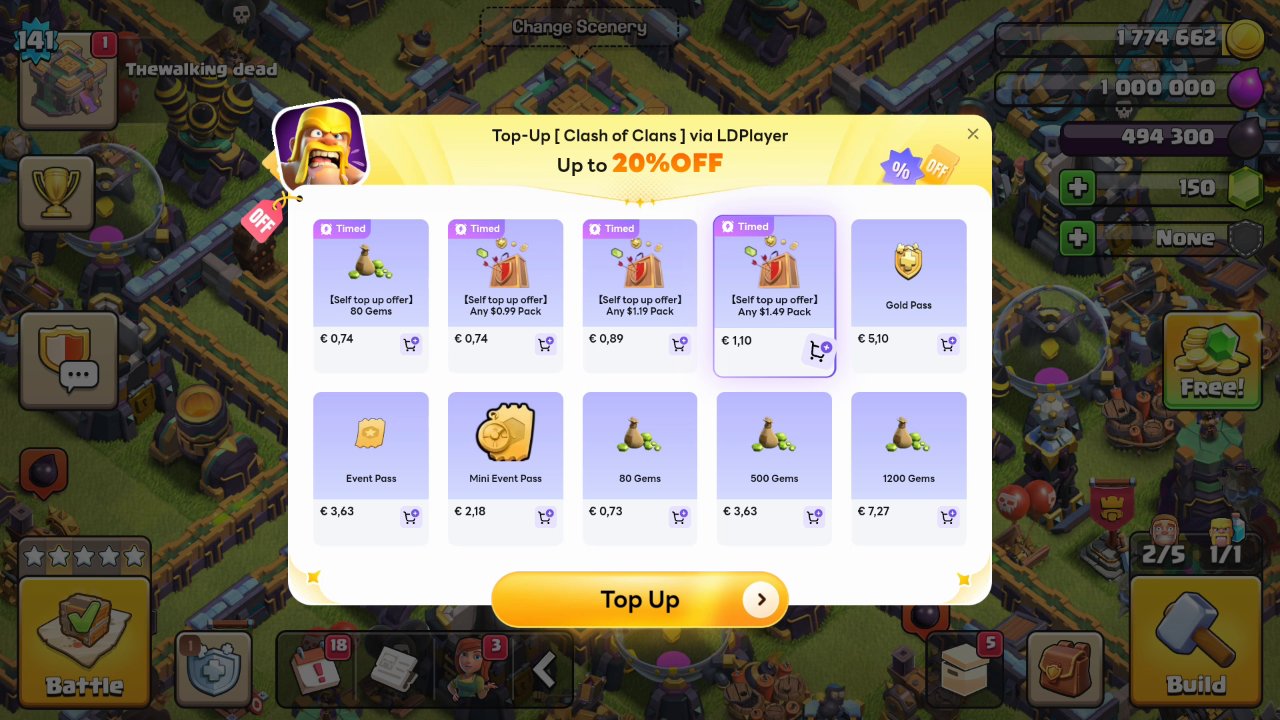 Change Scenery
141
1
Thewalking dead
1 774 662
1 000 000
494 300
150
None
Top-Up [ Clash of Clans ] via LDPlayer
Up to 20%OFF
%
OFF
OFF
Timed
【Self top up offer】
80 Gems
€ 0,74
Timed
【Self top up offer】
Any $0.99 Pack
€ 0,74
Timed
【Self top up offer】
Any $1.19 Pack
€ 0,89
Timed
【Self top up offer】
Any $1.49 Pack
€ 1,10
Gold Pass
€ 5,10
Event Pass
€ 3,63
Mini Event Pass
€ 2,18
80 Gems
€ 0,73
500 Gems
€ 3,63
1200 Gems
€ 7,27
Top Up
Free!
2/5
1/1
Battle
1
18
3
5
Build